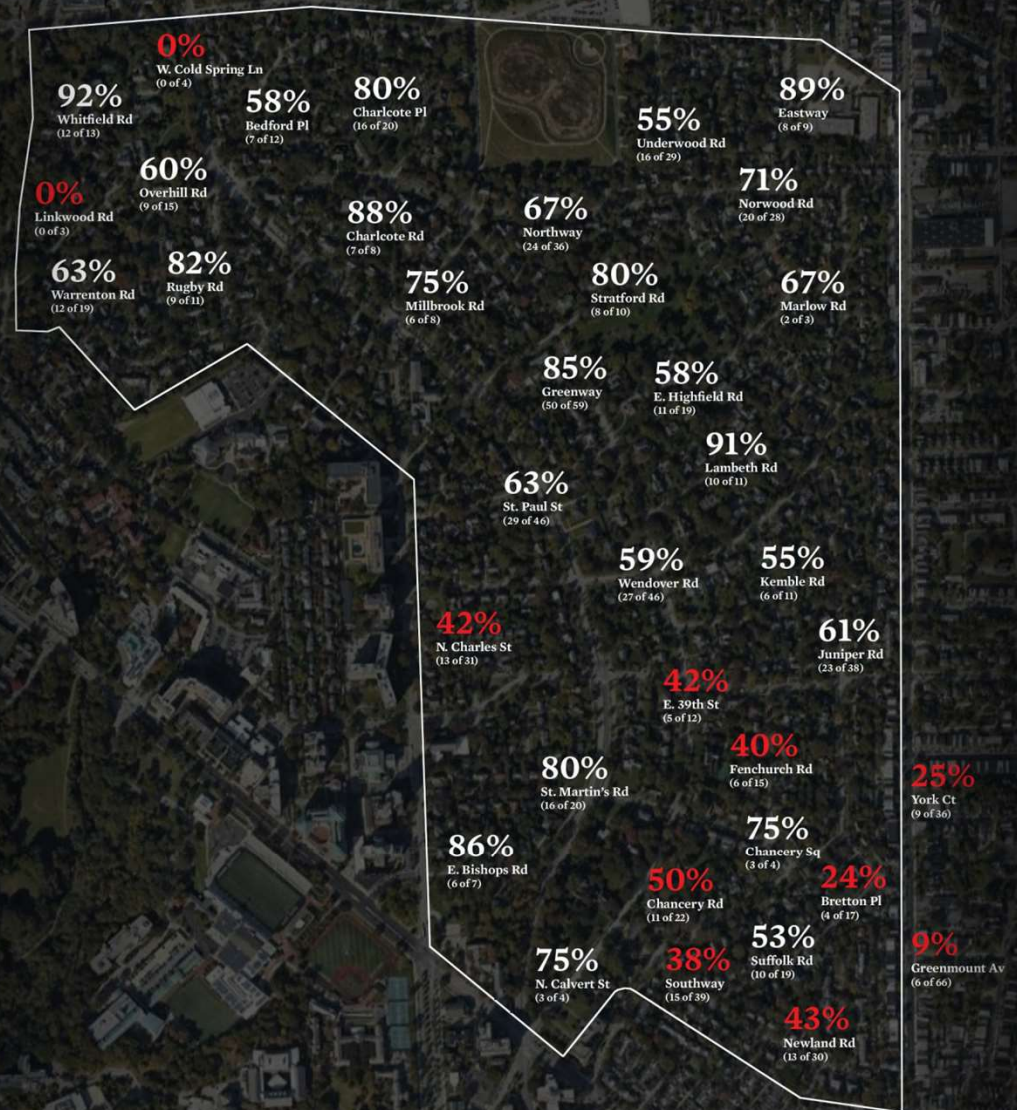 0%
W. Cold Spring Ln
(0 of 4)
92%
Whitfield Rd
(12 of 13)
58%
Bedford Pl
(7 of 12)
80%
Charlcote Pl
(16 of 20)
55%
Underwood Rd
(16 of 29)
89%
Eastway
(8 of 9)
0%
Linkwood Rd
(0 of 3)
60%
Overhill Rd
(9 of 15)
88%
Charlcote Rd
(7 of 8)
67%
Northway
(24 of 36)
71%
Norwood Rd
(20 of 28)
63%
Warrenton Rd
(12 of 19)
82%
Rugby Rd
(9 of 11)
75%
Millbrook Rd
(6 of 8)
80%
Stratford Rd
(8 of 10)
67%
Marlow Rd
(2 of 3)
85%
Greenway
(50 of 59)
58%
E. Highfield Rd
(11 of 19)
91%
Lambeth Rd
(10 of 11)
63%
St. Paul St
(29 of 46)
59%
Wendover Rd
(27 of 46)
55%
Kemble Rd
(6 of 11)
42%
N. Charles St
(13 of 31)
61%
Juniper Rd
(23 of 38)
42%
E. 39th St
(5 of 12)
40%
Fenchurch Rd
(6 of 15)
80%
St. Martin's Rd
(16 of 20)
25%
York Ct
(9 of 36)
86%
E. Bishops Rd
(6 of 7)
75%
Chancery Sq
(3 of 4)
50%
Chancery Rd
(11 of 22)
24%
Bretton Pl
(4 of 17)
75%
N. Calvert St
(3 of 4)
38%
Southway
(15 of 39)
53%
Suffolk Rd
(10 of 19)
9%
Greenmount Av
(6 of 66)
43%
Newland Rd
(13 of 30)